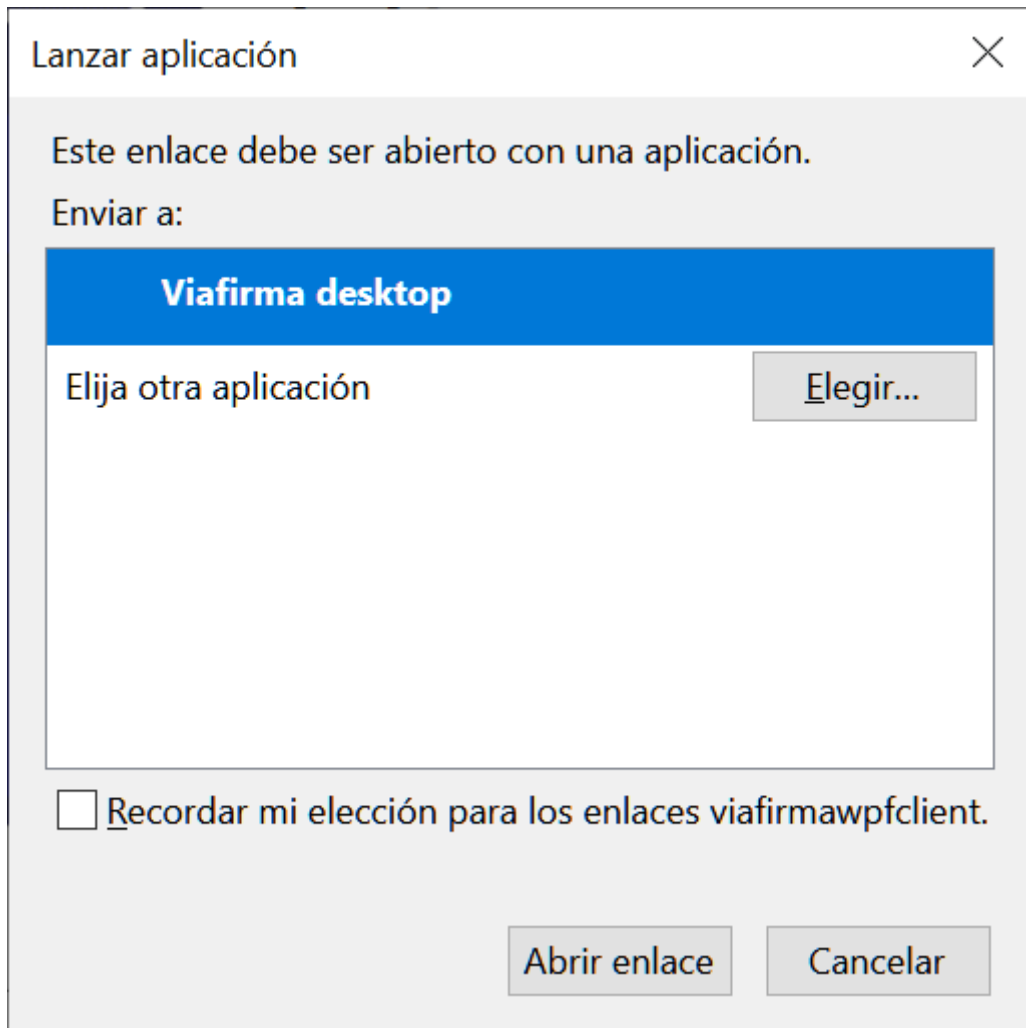 Lanzar aplicación
Este enlace debe ser abierto con una aplicación.
Enviar a:
Viafirma desktop
Elija otra aplicación
Elegir...
Recordar mi elección para los enlaces viafirmawpfclient.
Abrir enlace
Cancelar